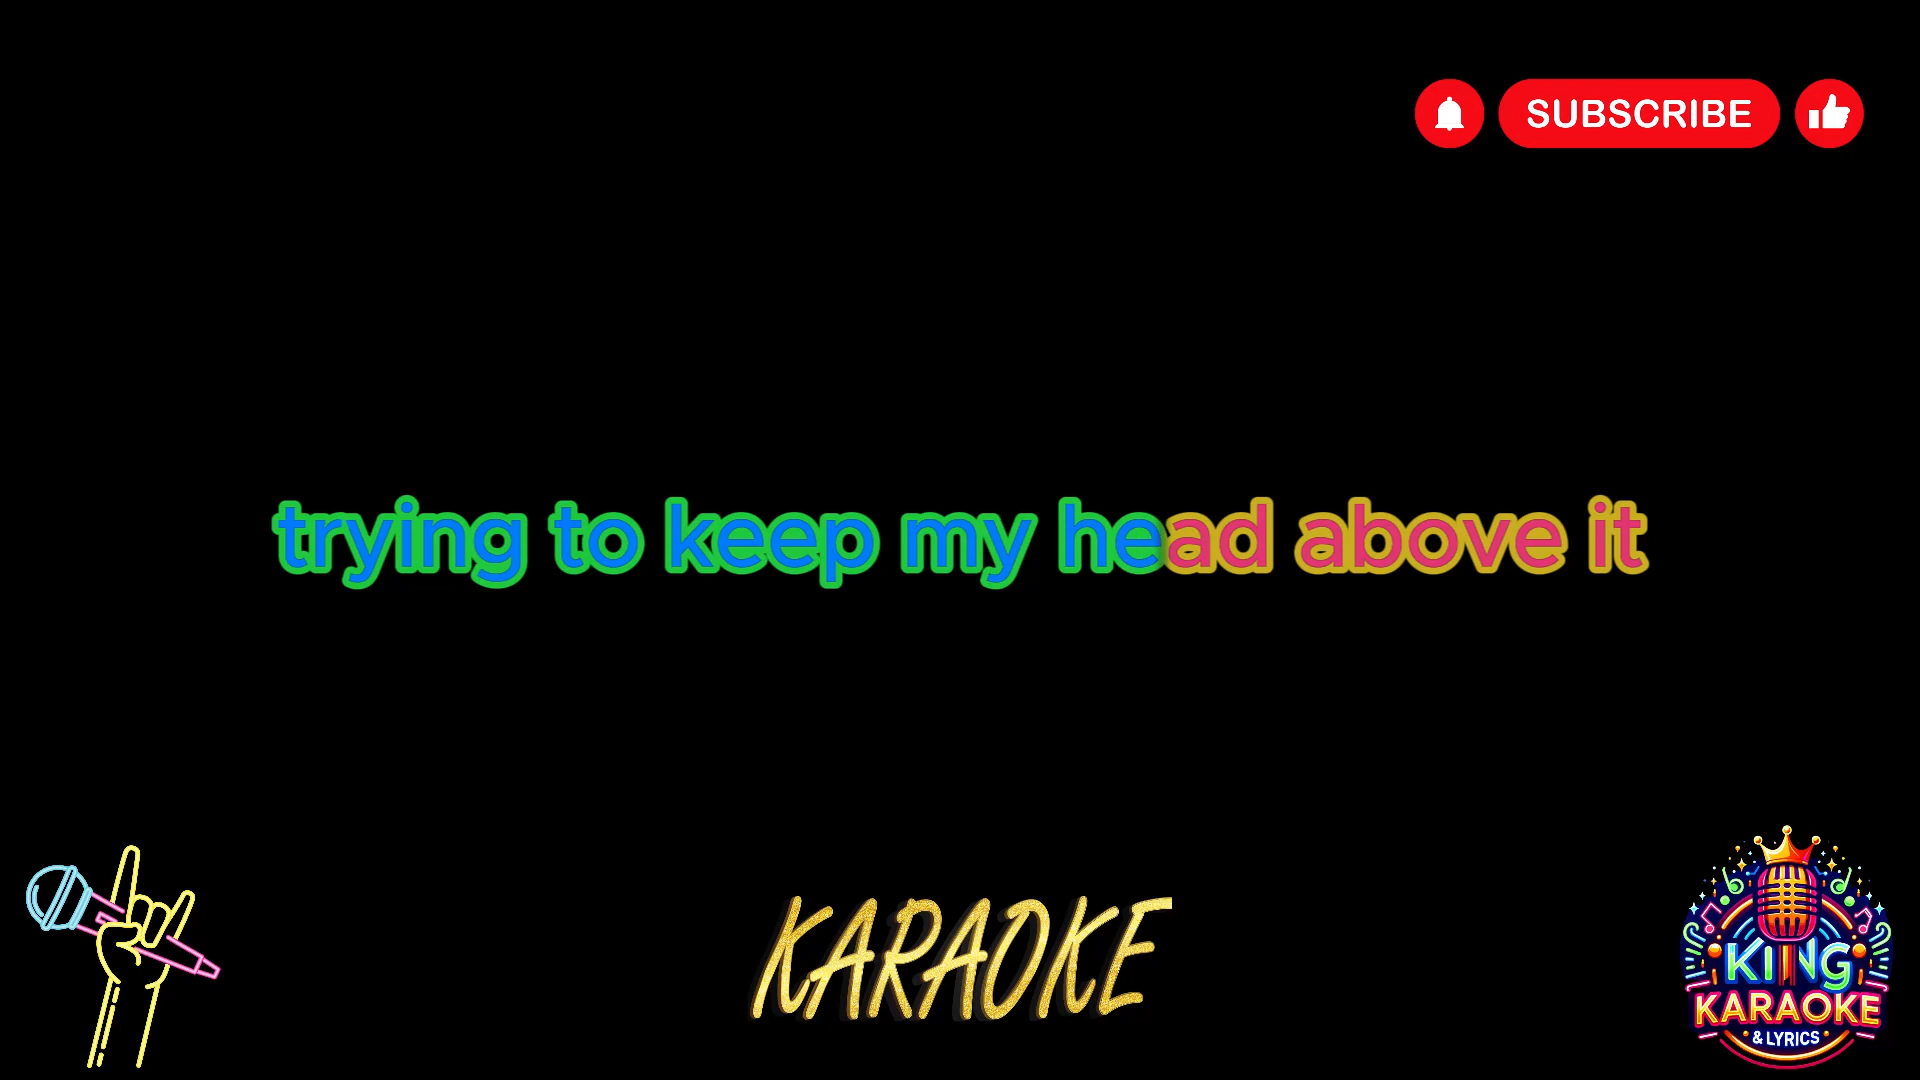 SUBSCRIBE
trying to keep my head above it
KARAOKE
KING
KARAOKE
& LYRICS